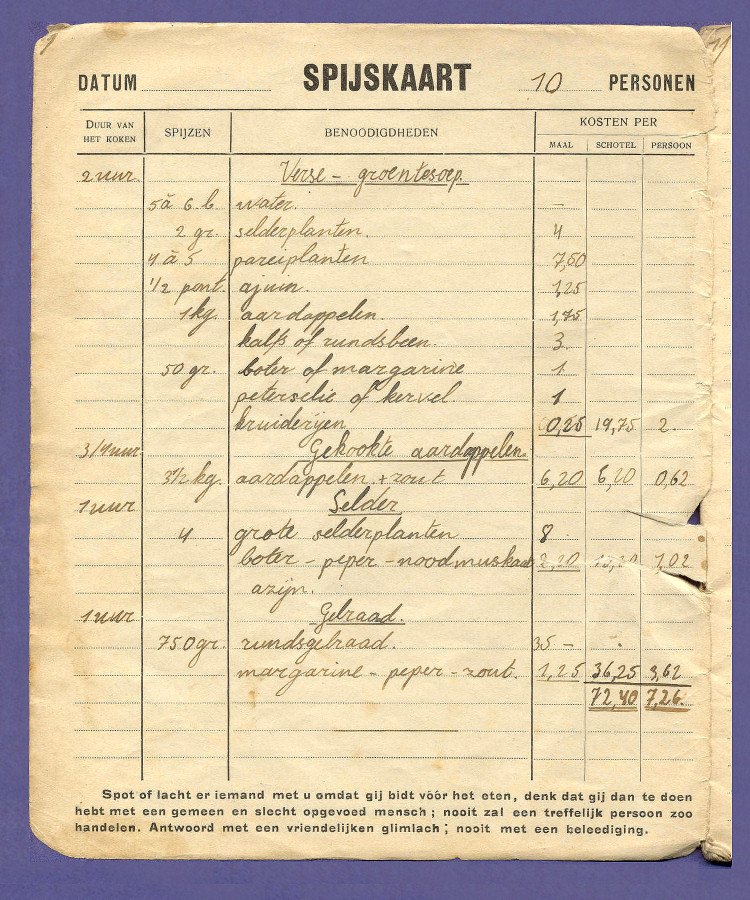 DATUM SPIJSKAART 10 PERSONEN
DUUR VAN HET KOKEN SPIJZEN BENOODIGDHEDEN KOSTEN PER
MAAL SCHOTEL PERSOON
2 uur Verse - groentesoep.
5 à 6 l water. -
2 gr. selderplanten. 4
4 à 5 pareiplanten 7,50
1/2 pont. ajuin. 1,25
1 kg. aardappelen. 1,75
kalfs of rundsbeen. 3
50 gr. boter of margarine 1
peterselie of kervel 1
kruiderijen 0,25 19,75 2.
3/4 uur Gekookte aardappelen.
3 1/2 kg. aardappelen + zout 6,20 6,20 0,62
1 uur Selder
4 grote selderplanten 8
boter - peper - noodmuskaat 2,20 1,02
azijn.
1 uur Gebraad.
750 gr. rundsgebraad. 35 -
margarine - peper - zout. 1,25 36,25 3,62
72,40 7,26
Spot of lacht er iemand met u omdat gij bidt vóór het eten, denk dat gij dan te doen
hebt met een gemeen en slecht opgevoed mensch; nooit zal een treffelijk persoon zoo
handelen. Antwoord met een vriendelijken glimlach; nooit met een beleediging.